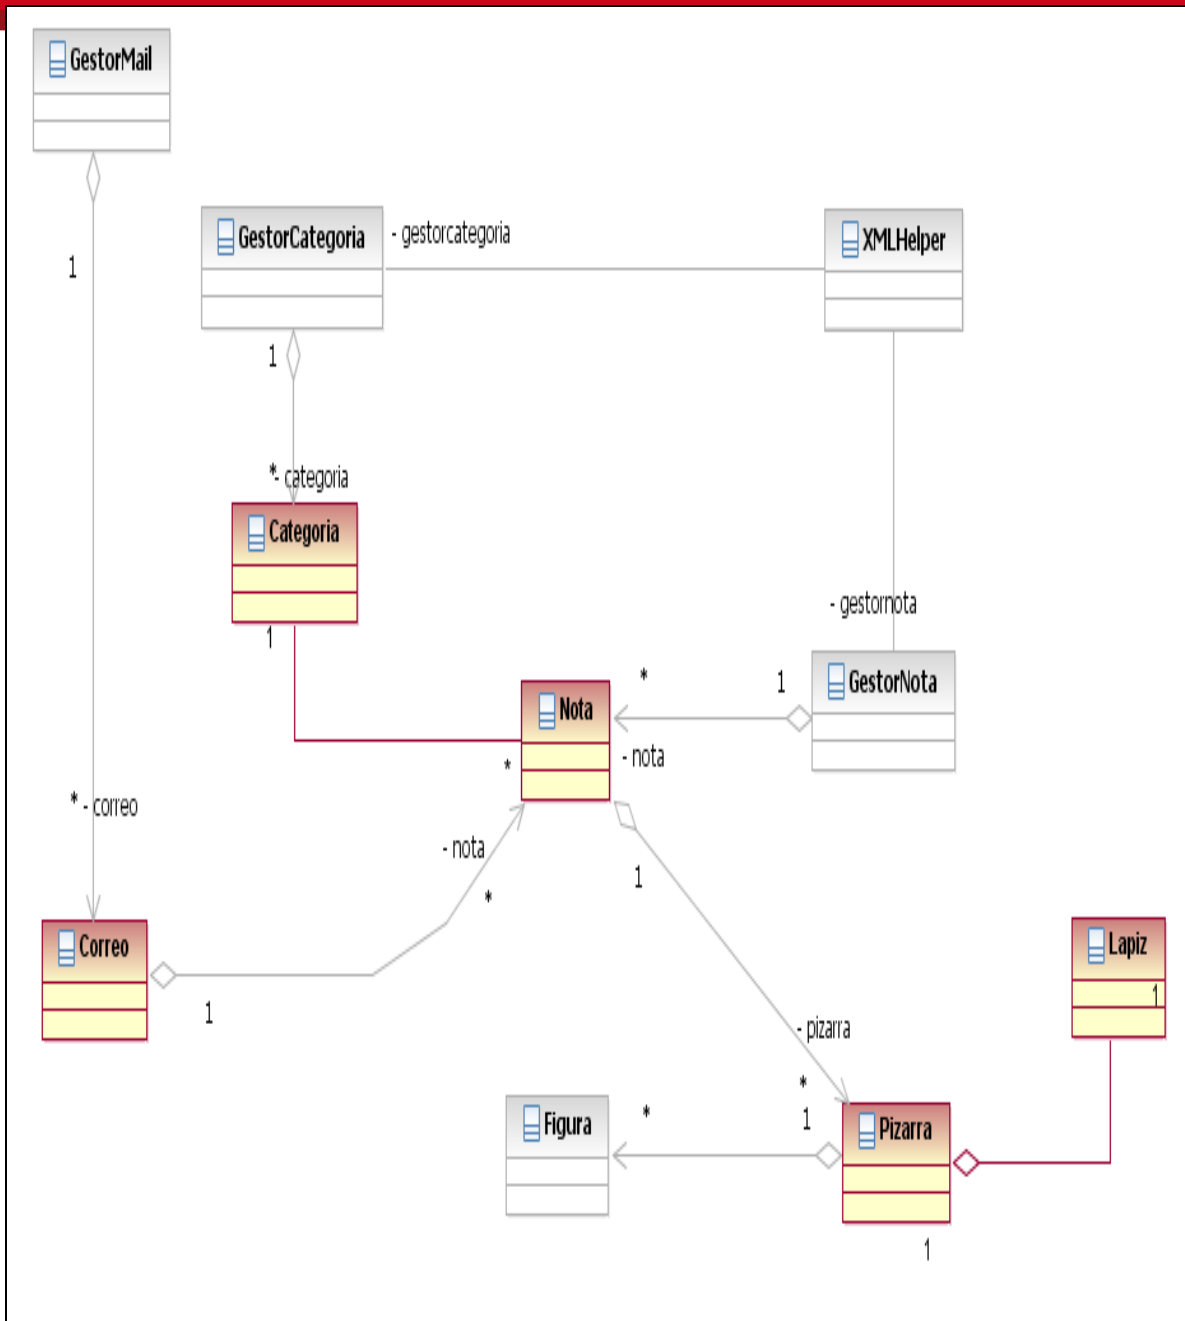 GestorMail
1
GestorCategoria
- gestorcategoria
XMLHelper
1
*
- categoria
Categoria
1
- gestornota
GestorNota
*
1
Nota
- nota
*
* - correo
- nota
*
1
Correo
1
Lapiz
1
- pizarra
*
1
*
Figura
Pizarra
1